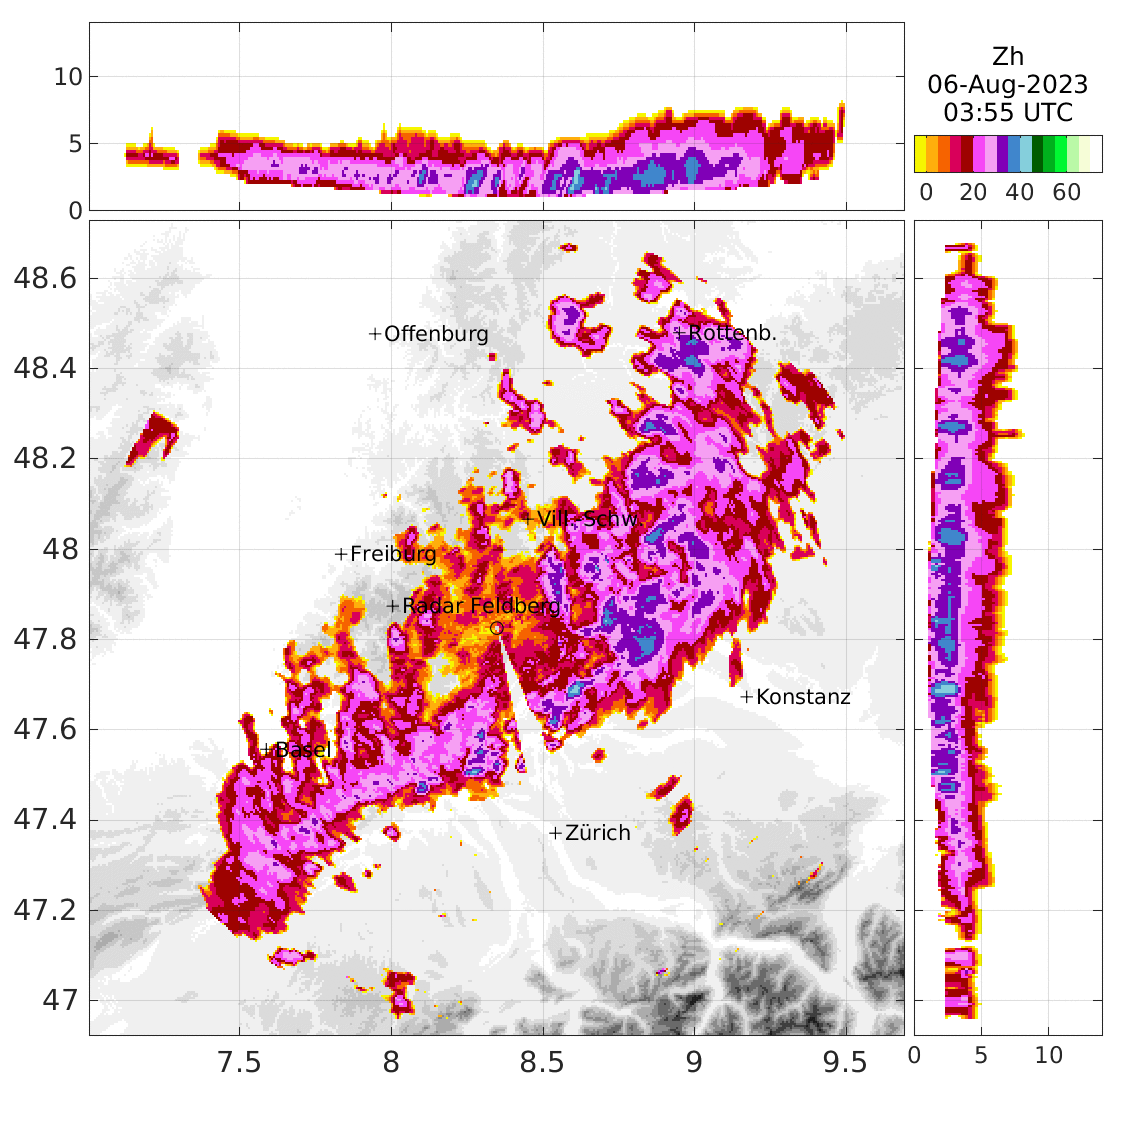 10
5
0
Zh
06-Aug-2023
03:55 UTC
0 20 40 60
48.6
48.4
48.2
48
47.8
47.6
47.4
47.2
47
+Offenburg
+Rottenb.
+Vill.-Schw.
+Freiburg
+Radar Feldberg
+Konstanz
+Basel
+Zürich
7.5 8 8.5 9 9.5
0 5 10